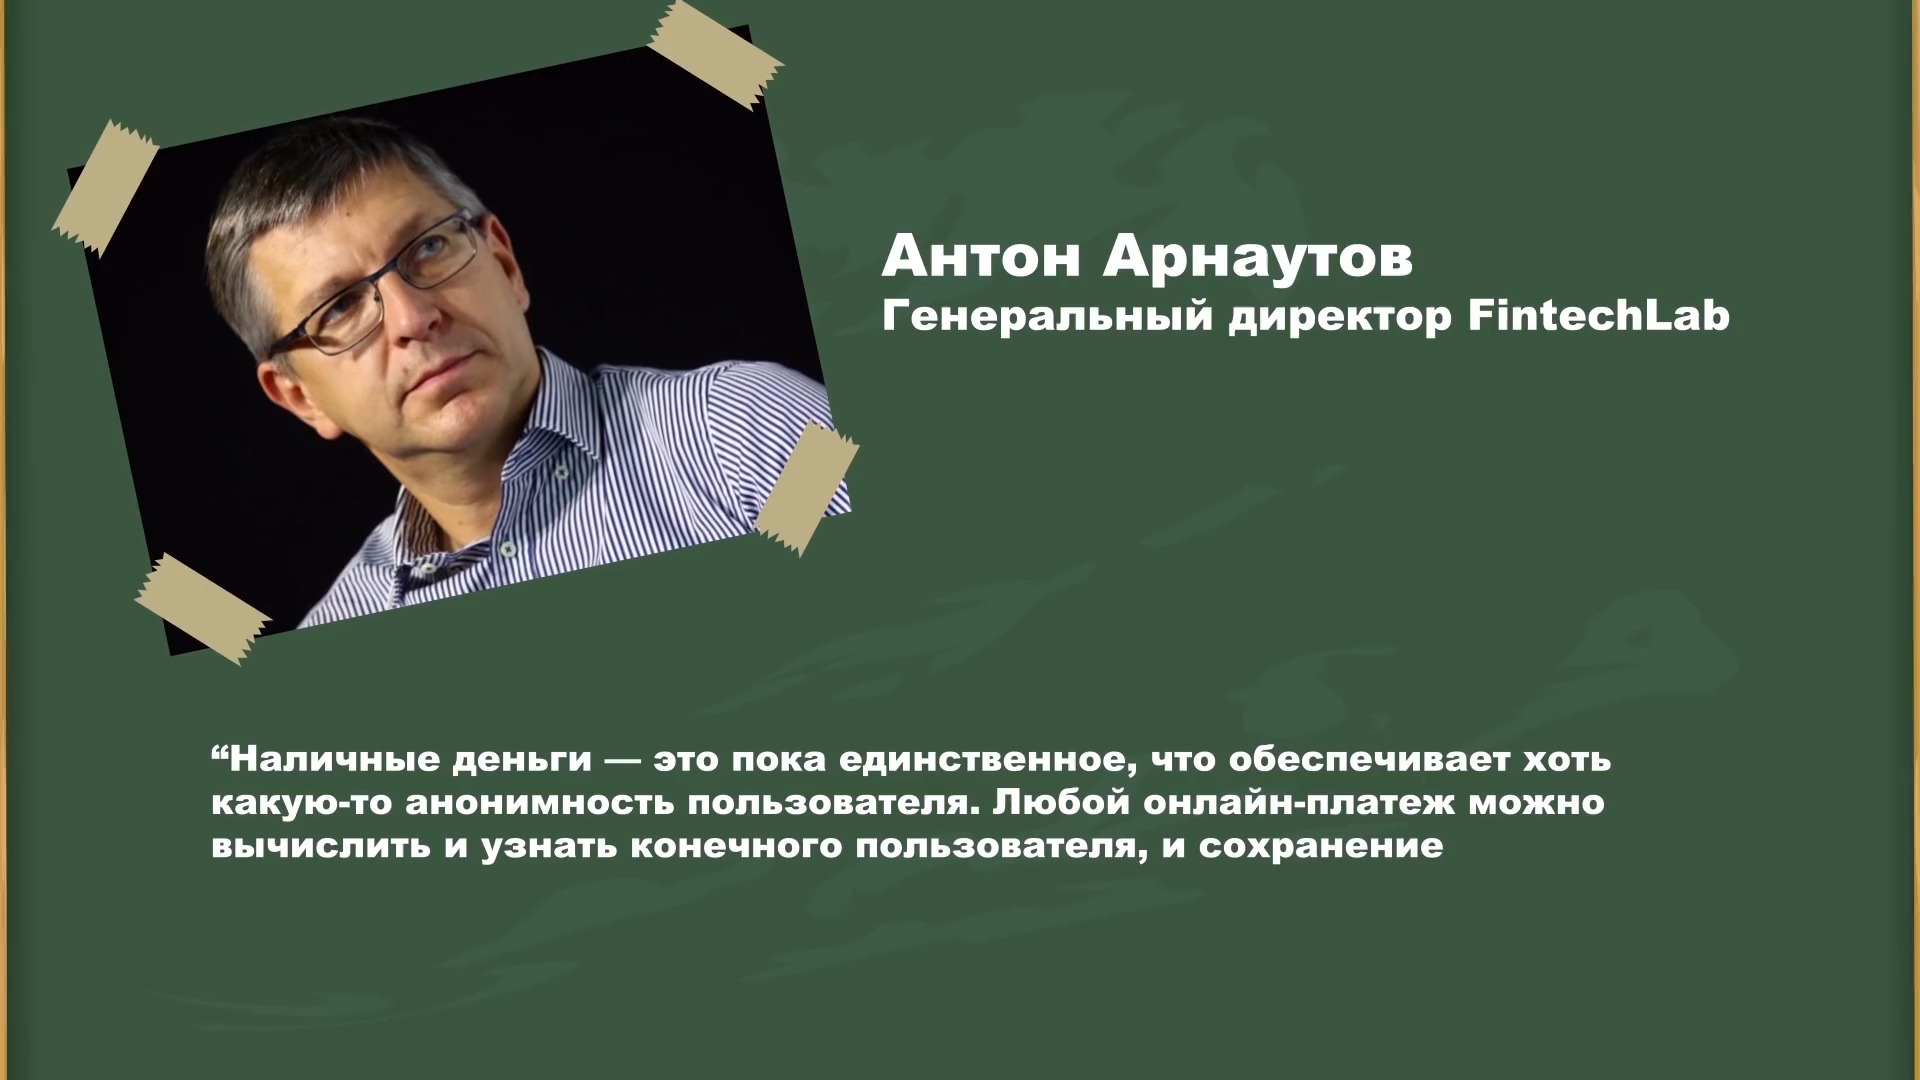 Антон Арнаутов
Генеральный директор FintechLab
“Наличные деньги — это пока единственное, что обеспечивает хоть
какую-то анонимность пользователя. Любой онлайн-платеж можно
вычислить и узнать конечного пользователя, и сохранение